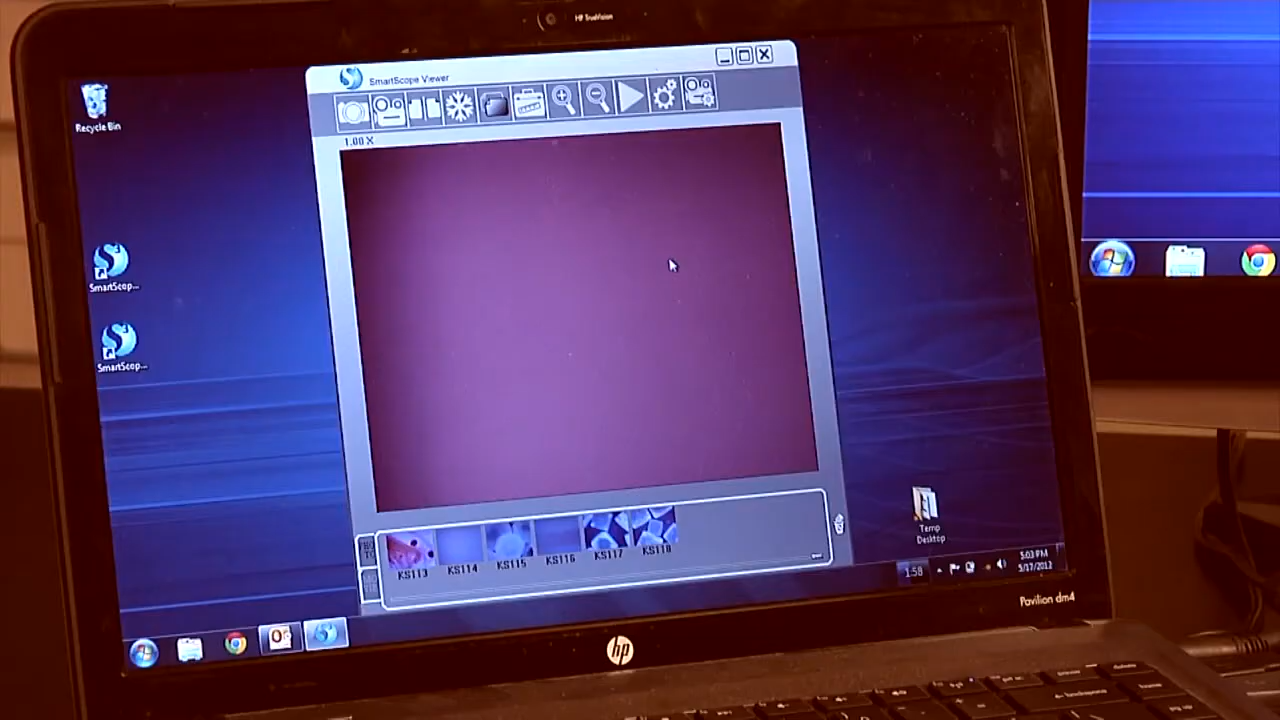 HP TrueVision
SmartScope Viewer
Recycle Bin
1.00 X
SmartScop...
SmartScop...
KS113
KS114
KS115
KS116
KS117
KS118
Temp
Desktop
1:58
5:03 PM
5/17/2012
Pavilion dm4
hp